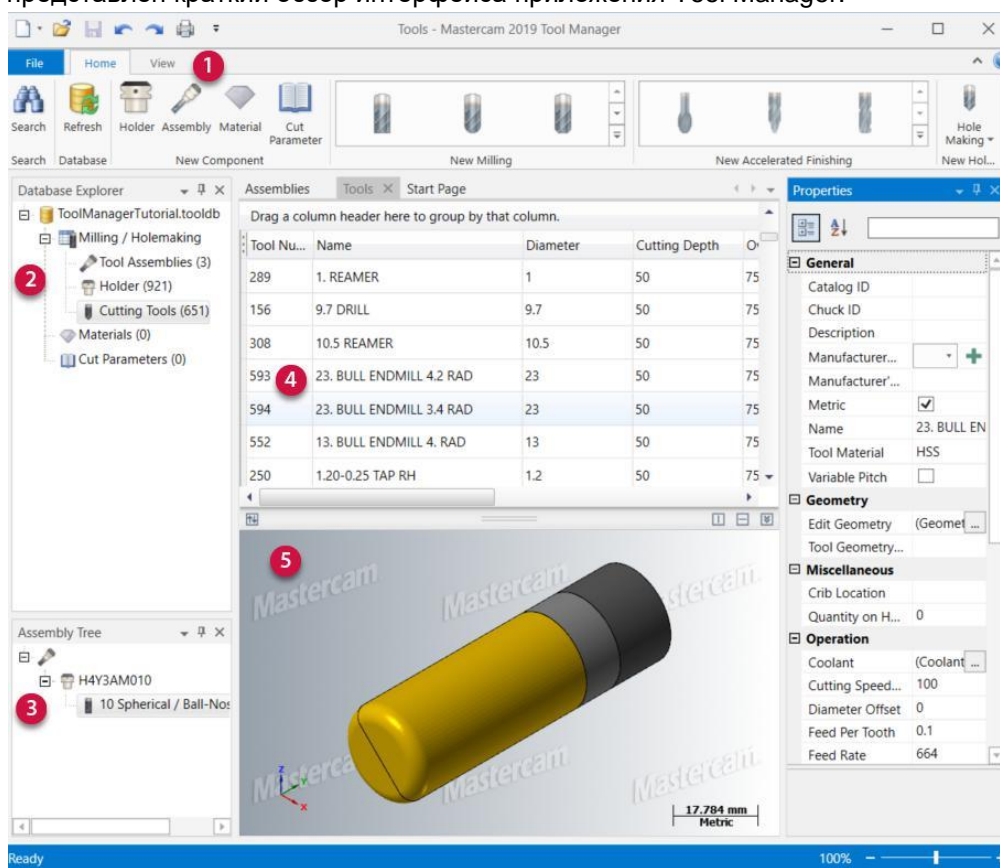 представлен краткий обзор интерфейса приложения Tool Manager.
Tools - Mastercam 2019 Tool Manager
File Home View 1
Search Refresh Holder Assembly Material Cut Parameter Hole Making
Search Database New Component New Milling New Accelerated Finishing New Hol...
Database Explorer
ToolManagerTutorial.tooldb
Milling / Holemaking
Tool Assemblies (3)
2 Holder (921)
Cutting Tools (651)
Materials (0)
Cut Parameters (0)
Assembly Tree
H4Y3AM010
3 10 Spherical / Ball-Nos
Assemblies Tools Start Page
Drag a column header here to group by that column.
Tool Nu... Name Diameter Cutting Depth
289 1. REAMER 1 50 75
156 9.7 DRILL 9.7 50 75
308 10.5 REAMER 10.5 50 75
593 4 23. BULL ENDMILL 4.2 RAD 23 50 75
594 23. BULL ENDMILL 3.4 RAD 23 50 75
552 13. BULL ENDMILL 4. RAD 13 50 75
250 1.20-0.25 TAP RH 1.2 50 75
5
Mastercam Mastercam Mastercam
Mastercam Mastercam Mastercam
Z Y X
17.784 mm
Metric
Properties
General
Catalog ID
Chuck ID
Description
Manufacturer...
Manufacturer'...
Metric
Name 23. BULL EN
Tool Material HSS
Variable Pitch
Geometry
Edit Geometry (Geomet ...
Tool Geometry...
Miscellaneous
Crib Location
Quantity on H... 0
Operation
Coolant (Coolant ...
Cutting Speed... 100
Diameter Offset 0
Feed Per Tooth 0.1
Feed Rate 664
Ready 100%